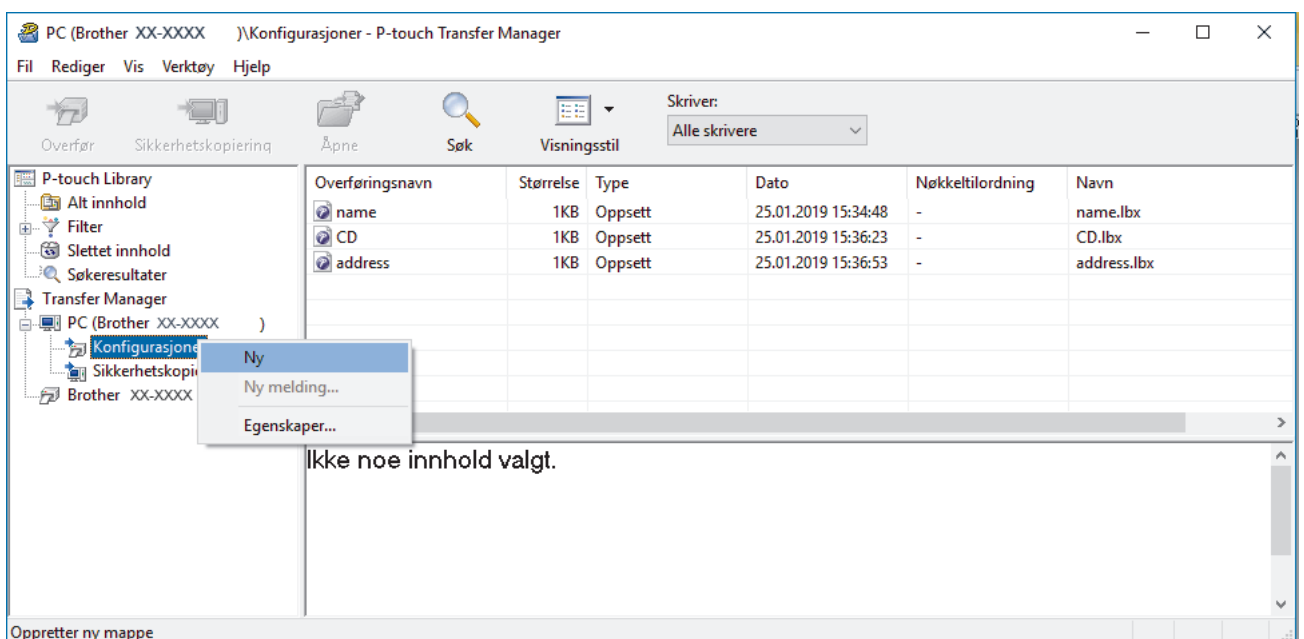 PC (Brother XX-XXXX )\Konfigurasjoner - P-touch Transfer Manager
Fil Rediger Vis Verktøy Hjelp
Skriver:
Alle skrivere
Overfør Sikkerhetskopiering Åpne Søk Visningsstil
P-touch Library
Alt innhold
Filter
Slettet innhold
Søkeresultater
Transfer Manager
PC (Brother XX-XXXX )
Konfigurasjone
Sikkerhetskopi
Brother XX-XXXX
Ny
Ny melding...
Egenskaper...
Overføringsnavn Størrelse Type Dato Nøkkeltilordning Navn
name 1KB Oppsett 25.01.2019 15:34:48 - name.lbx
CD 1KB Oppsett 25.01.2019 15:36:23 - CD.lbx
address 1KB Oppsett 25.01.2019 15:36:53 - address.lbx
Ikke noe innhold valgt.
Oppretter ny mappe